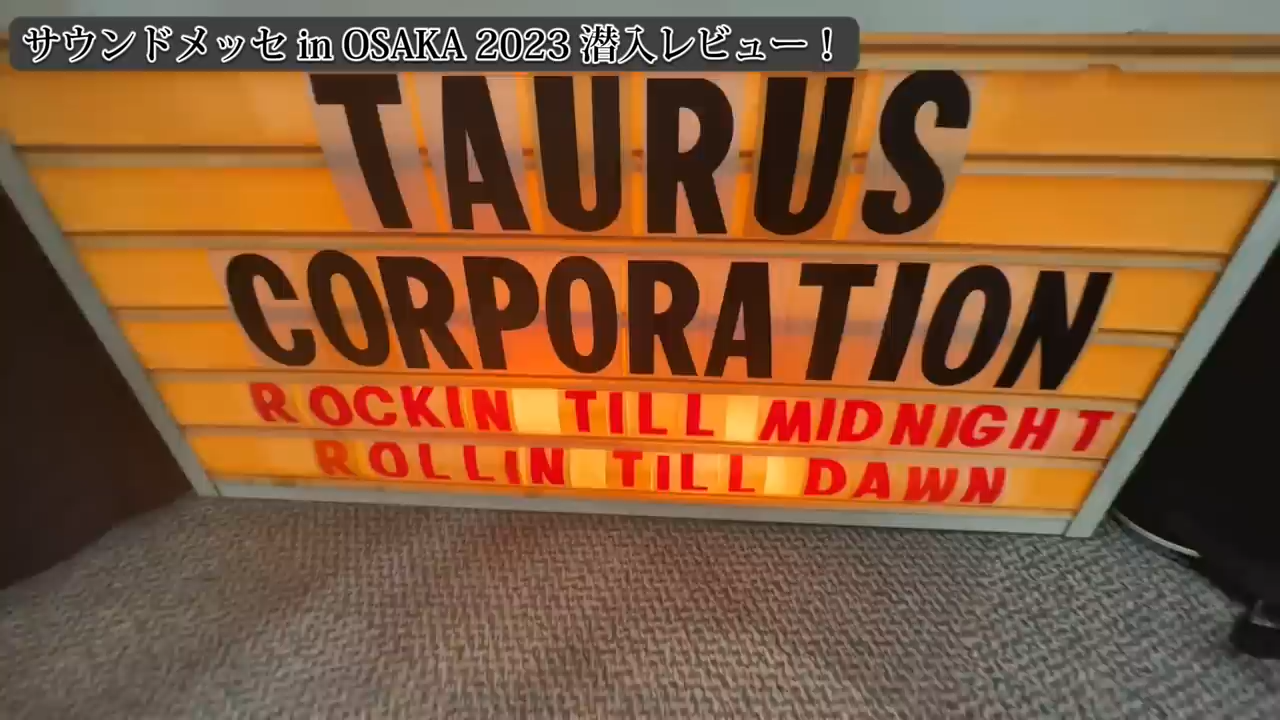 サウンドメッセ in OSAKA 2023 潜入レビュー！
TAURUS
CORPORATION
ROCKIN TILL MIDNIGHT
ROLLIN TILL DAWN